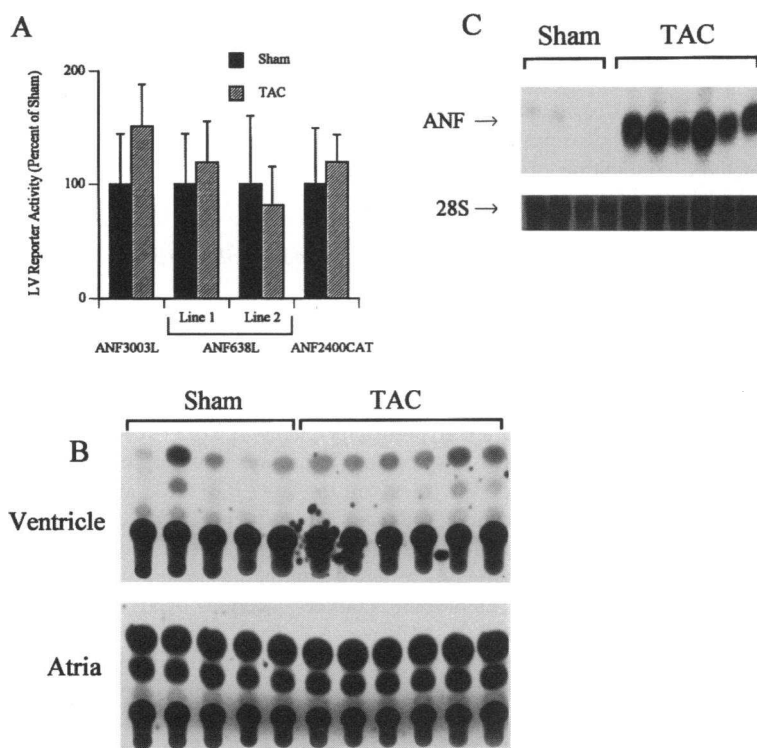 A
LV Reporter Activity (Percent of Sham)
200
100
0
Sham
TAC
Line 1 Line 2
ANF3003L ANF638L ANF2400CAT
C
Sham TAC
ANF →
28S →
B
Sham TAC
Ventricle
Atria